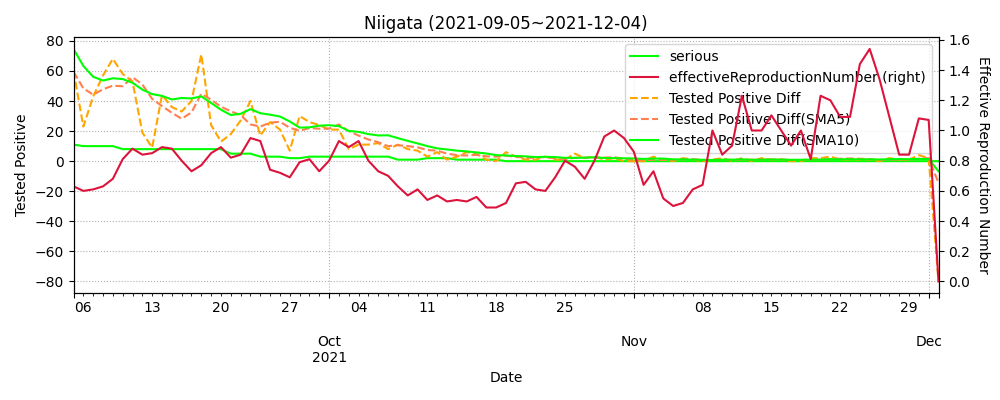 Niigata (2021-09-05~2021-12-04)
80
60
40
20
0
−20
−40
−60
−80
Tested Positive
1.6
1.4
1.2
1.0
0.8
0.6
0.4
0.2
0.0
Effective Reproduction Number
serious
effectiveReproductionNumber (right)
Tested Positive Diff
Tested Positive Diff(SMA5)
Tested Positive Diff(SMA10)
06 13 20 27 04 11 18 25 08 15 22 29
Oct Nov Dec
2021
Date